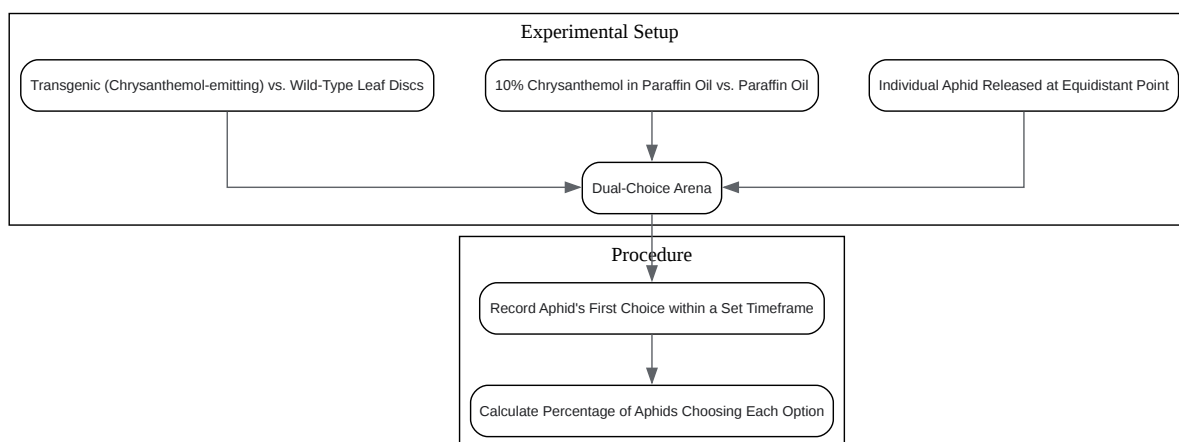 Experimental Setup
Transgenic (Chrysanthemol-emitting) vs. Wild-Type Leaf Discs
10% Chrysanthemol in Paraffin Oil vs. Paraffin Oil
Individual Aphid Released at Equidistant Point
Dual-Choice Arena
Procedure
Record Aphid's First Choice within a Set Timeframe
Calculate Percentage of Aphids Choosing Each Option